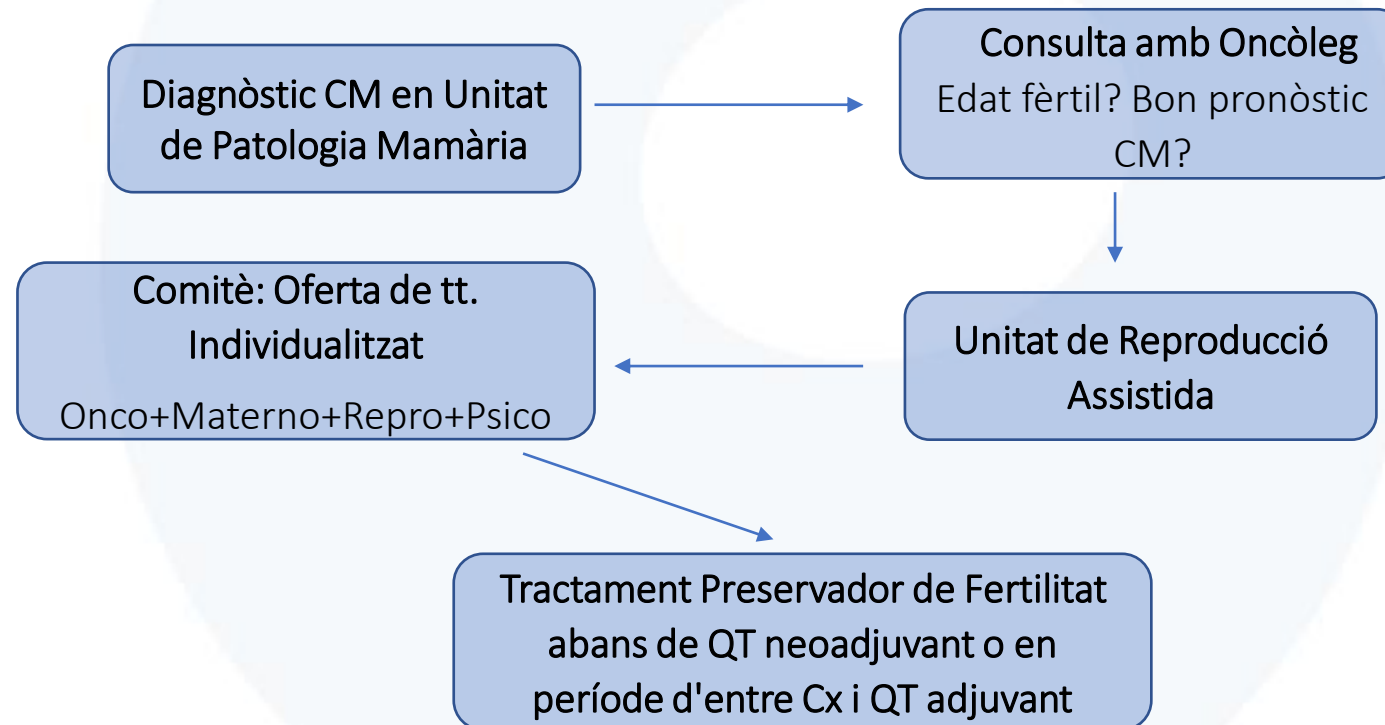 Diagnòstic CM en Unitat
de Patologia Mamària
Consulta amb Oncòleg
Edat fèrtil? Bon pronòstic
CM?
Unitat de Reproducció
Assistida
Comitè: Oferta de tt.
Individualitzat
Onco+Materno+Repro+Psico
Tractament Preservador de Fertilitat
abans de QT neoadjuvant o en
període d'entre Cx i QT adjuvant